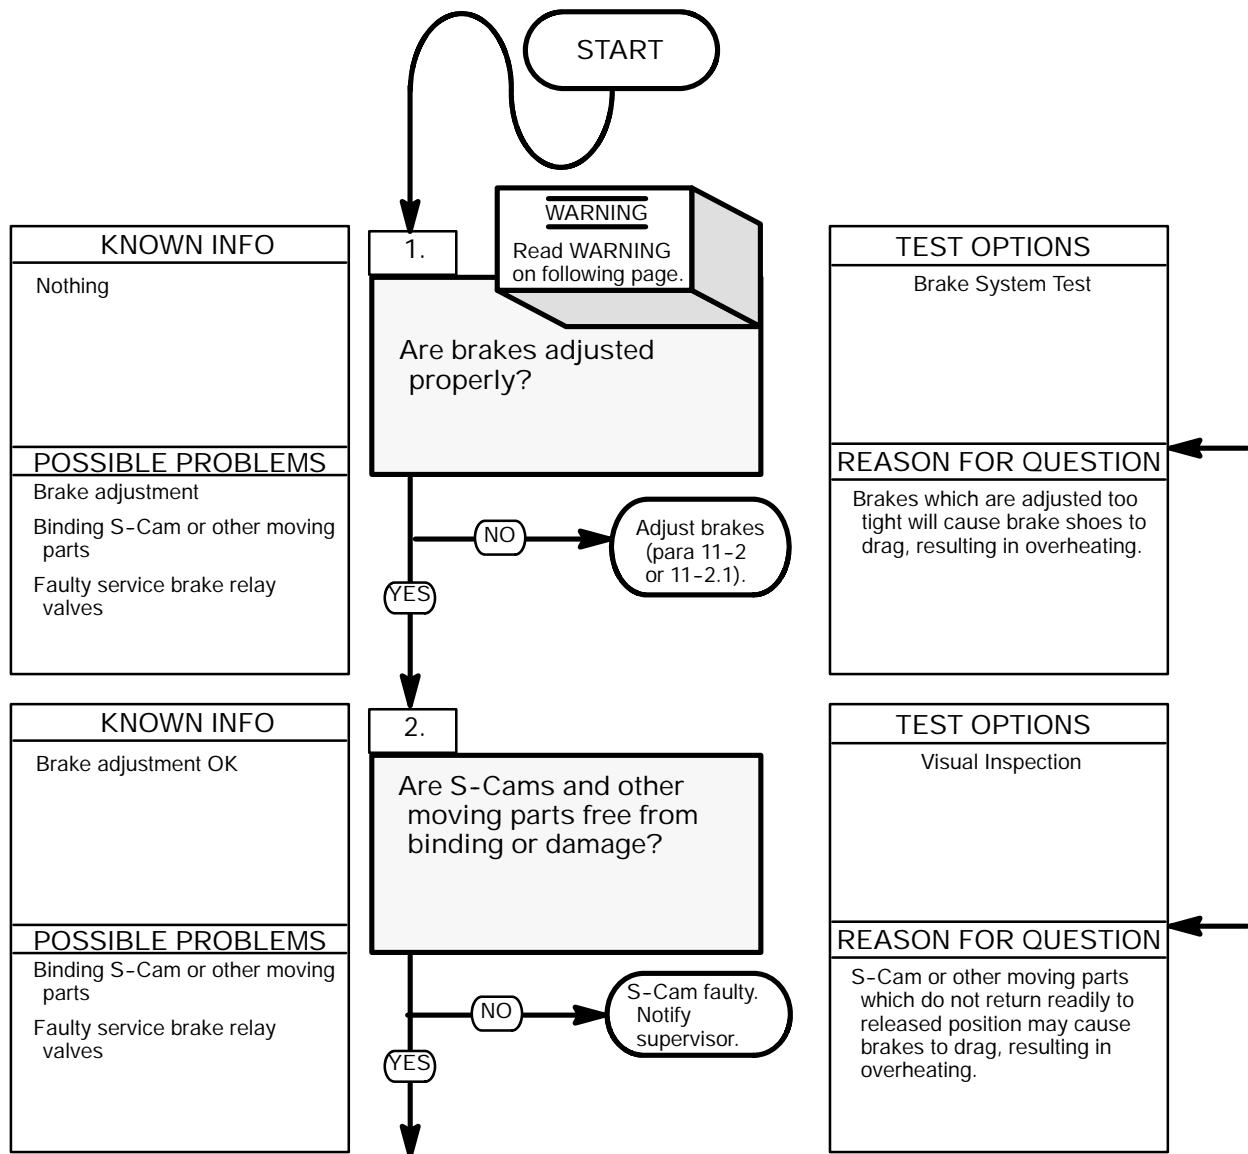 START
WARNING
Read WARNING
on following page.
KNOWN INFO
Nothing
POSSIBLE PROBLEMS
Brake adjustment
Binding S-Cam or other moving
parts
Faulty service brake relay
valves
1.
Are brakes adjusted
properly?
NO
Adjust brakes
(para 11-2
or 11-2.1).
YES
TEST OPTIONS
Brake System Test
REASON FOR QUESTION
Brakes which are adjusted too
tight will cause brake shoes to
drag, resulting in overheating.
KNOWN INFO
Brake adjustment OK
POSSIBLE PROBLEMS
Binding S-Cam or other moving
parts
Faulty service brake relay
valves
2.
Are S-Cams and other
moving parts free from
binding or damage?
NO
S-Cam faulty.
Notify
supervisor.
YES
TEST OPTIONS
Visual Inspection
REASON FOR QUESTION
S-Cam or other moving parts
which do not return readily to
released position may cause
brakes to drag, resulting in
overheating.